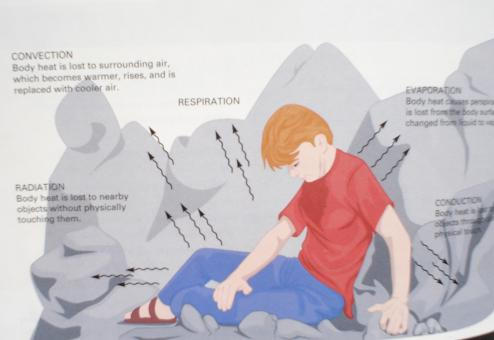 CONVECTION
Body heat is lost to surrounding air,
which becomes warmer, rises, and is
replaced with cooler air.
RESPIRATION
EVAPORATION
Body heat causes
is lost from the body
changed from liquid to
RADIATION
Body heat is lost to nearby
objects without physically
touching them.
CONDUCTION
Body heat is
objects through
physical touch.